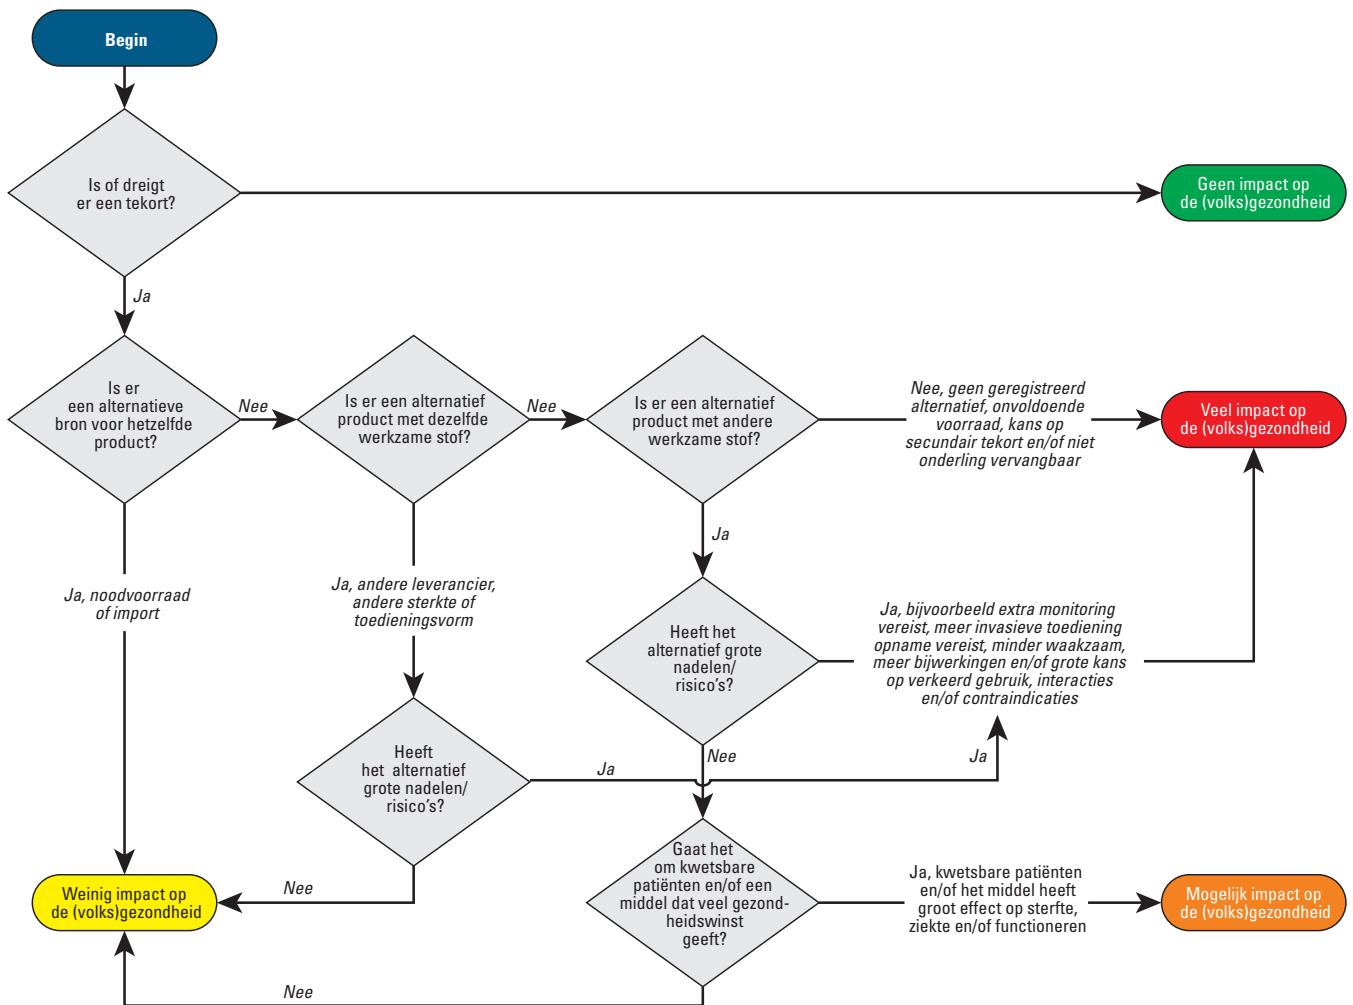 Begin
Is of dreigt
er een tekort?
Geen impact op
de (volks)gezondheid
Ja
Is er
een alternatieve
bron voor hetzelfde
product?
Nee
Is er een alternatief
product met dezelfde
werkzame stof?
Nee
Is er een alternatief
product met andere
werkzame stof?
Nee, geen geregistreerd
alternatief, onvoldoende
voorraad, kans op
secundair tekort en/of niet
onderling vervangbaar
Veel impact op
de (volks)gezondheid
Ja, noodvoorraad
of import
Ja, andere leverancier,
andere sterkte of
toedieningsvorm
Ja
Heeft het
alternatief grote
nadelen/
risico's?
Ja, bijvoorbeeld extra monitoring
vereist, meer invasieve toediening
opname vereist, minder waakzaam,
meer bijwerkingen en/of grote kans
op verkeerd gebruik, interacties
en/of contraindicaties
Heeft
het alternatief
grote nadelen/
risico's?
Ja
Nee
Ja
Weinig impact op
de (volks)gezondheid
Nee
Gaat het
om kwetsbare
patiënten en/of een
middel dat veel gezond-
heidswinst
geeft?
Ja, kwetsbare patiënten
en/of het middel heeft
groot effect op sterfte,
ziekte en/of functioneren
Mogelijk impact op
de (volks)gezondheid
Nee